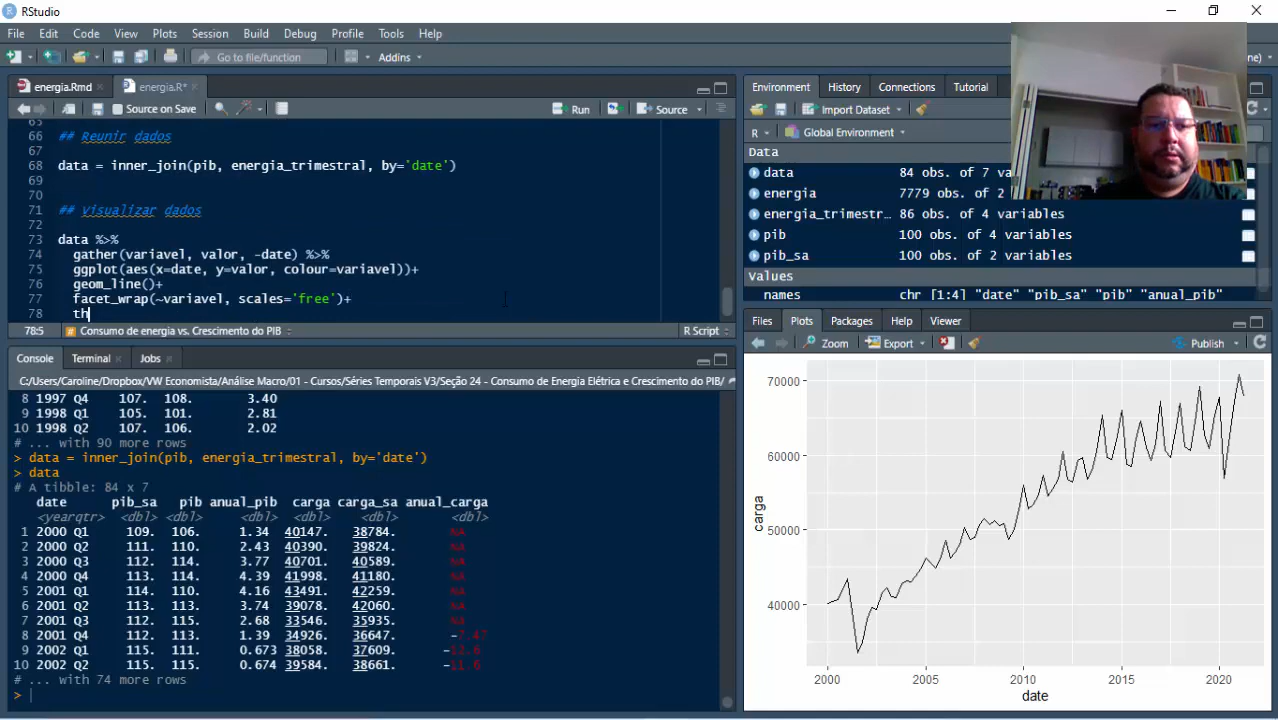 RStudio
File Edit Code View Plots Session Build Debug Profile Tools Help
Go to file/function Addins
energia.Rmd energia.R*
Source on Save Run Source
65
66 ## Reunir dados
67
68 data = inner_join(pib, energia_trimestral, by='date')
69
70
71 ## Visualizar dados
72
73 data %>%
74 gather(variavel, valor, -date) %>%
75 ggplot(aes(x=date, y=valor, colour=variavel))+
76 geom_line()+
77 facet_wrap(~variavel, scales='free')+
78 th
78:5 # Consumo de energia vs. Crescimento do PIB R Script
Console Terminal Jobs
C:/Users/Caroline/Dropbox/VW Economista/Análise Macro/01 - Cursos/Séries Temporais V3/Seção 24 - Consumo de Energia Elétrica e Crescimento do PIB/
8 1997 Q4 107. 108. 3.40
9 1998 Q1 105. 101. 2.81
10 1998 Q2 107. 106. 2.02
# ... with 90 more rows
> data = inner_join(pib, energia_trimestral, by='date')
> data
# A tibble: 84 x 7
date pib_sa pib anual_pib carga carga_sa anual_carga
<yearqtr> <dbl> <dbl> <dbl> <dbl> <dbl> <dbl>
1 2000 Q1 109. 106. 1.34 40147. 38784. NA
2 2000 Q2 111. 110. 2.43 40390. 39824. NA
3 2000 Q3 112. 114. 3.77 40701. 40589. NA
4 2000 Q4 113. 114. 4.39 41998. 41180. NA
5 2001 Q1 114. 110. 4.16 43491. 42259. NA
6 2001 Q2 113. 113. 3.74 39078. 42060. NA
7 2001 Q3 112. 115. 2.68 33546. 35935. NA
8 2001 Q4 112. 113. 1.39 34926. 36647. -7.47
9 2002 Q1 115. 111. 0.673 38058. 37609. -12.6
10 2002 Q2 115. 115. 0.674 39584. 38661. -11.6
# ... with 74 more rows
>
Environment History Connections Tutorial
Import Dataset
R Global Environment
Data
data 84 obs. of 7 va
energia 7779 obs. of 2
energia_trimestr… 86 obs. of 4 variables
pib 100 obs. of 4 variables
pib_sa 100 obs. of 2 variables
Values
names chr [1:4] "date" "pib_sa" "pib" "anual_pib"
Files Plots Packages Help Viewer
Zoom Export Publish
70000
60000
50000
40000
carga
2000 2005 2010 2015 2020
date